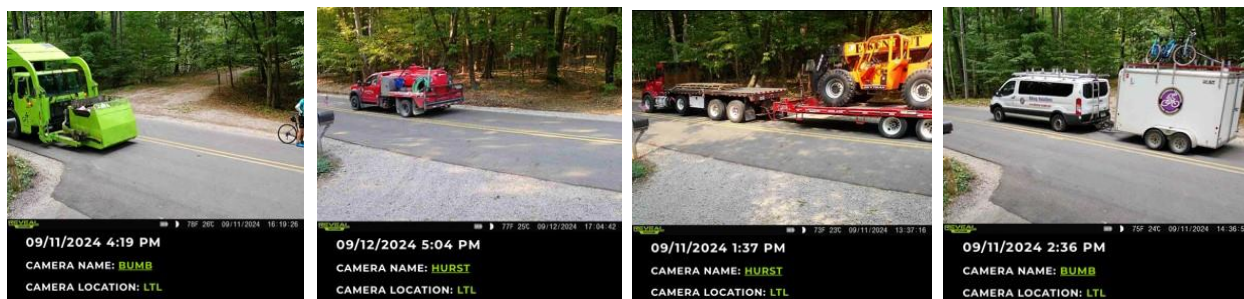 REVEAL 78F 26C 09/11/2024 16:19:26
09/11/2024 4:19 PM
CAMERA NAME: BUMB
CAMERA LOCATION: LTL
REVEAL 77F 25C 09/12/2024 17:04:42
09/12/2024 5:04 PM
CAMERA NAME: HURST
CAMERA LOCATION: LTL
73F 23C 09/11/2024 13:37:16
09/11/2024 1:37 PM
CAMERA NAME: HURST
CAMERA LOCATION: LTL
REVEAL 75F 24C 09/11/2024 14:36:5
09/11/2024 2:36 PM
CAMERA NAME: BUMB
CAMERA LOCATION: LTL